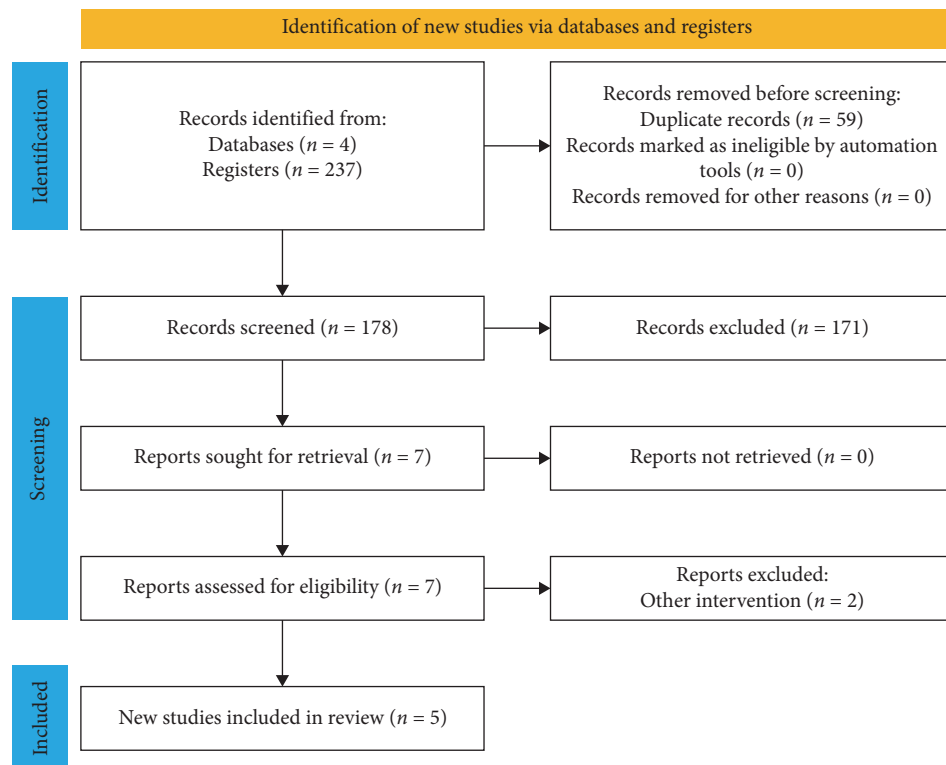 Identification of new studies via databases and registers
Identification
Records identified from:
Databases (n = 4)
Registers (n = 237)
Records removed before screening:
Duplicate records (n = 59)
Records marked as ineligible by automation
tools (n = 0)
Records removed for other reasons (n = 0)
Screening
Records screened (n = 178)
Records excluded (n = 171)
Reports sought for retrieval (n = 7)
Reports not retrieved (n = 0)
Reports assessed for eligibility (n = 7)
Reports excluded:
Other intervention (n = 2)
Included
New studies included in review (n = 5)